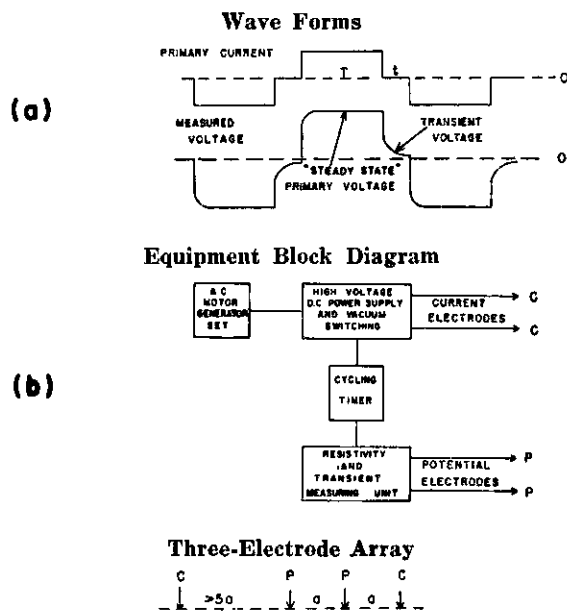 Wave Forms
(a)
PRIMARY CURRENT
T
t
O
MEASURED
VOLTAGE
TRANSIENT
VOLTAGE
O
"STEADY STATE"
PRIMARY VOLTAGE
Equipment Block Diagram
(b)
A C
MOTOR
GENERATOR
SET
HIGH VOLTAGE
D.C POWER SUPPLY
AND VACUUM
SWITCHING
CURRENT
ELECTRODES
C
C
CYCLING
TIMER
RESISTIVITY
AND
TRANSIENT
MEASURING UNIT
POTENTIAL
ELECTRODES
P
P
Three-Electrode Array
C >5a P a P a C